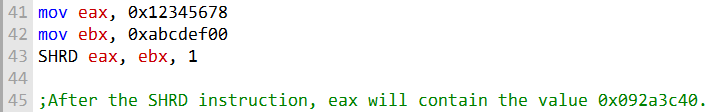 41 mov eax, 0x12345678
42 mov ebx, 0xabcdef00
43 SHRD eax, ebx, 1
44
45 ;After the SHRD instruction, eax will contain the value 0x092a3c40.